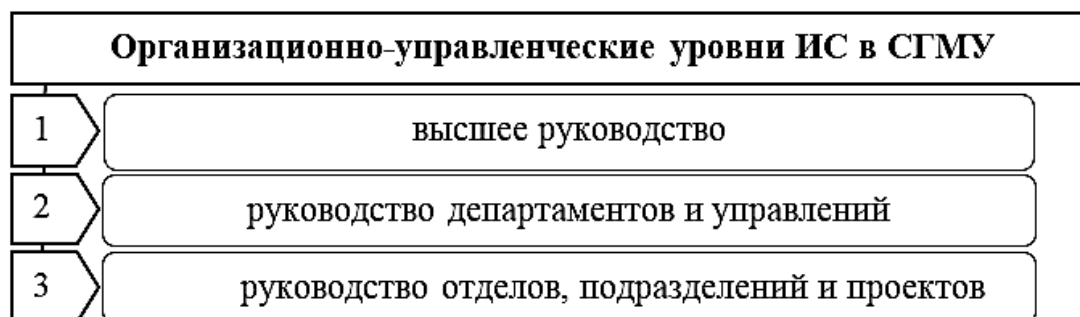 Организационно-управленческие уровни ИС в СГМУ
1 высшее руководство
2 руководство департаментов и управлений
3 руководство отделов, подразделений и проектов